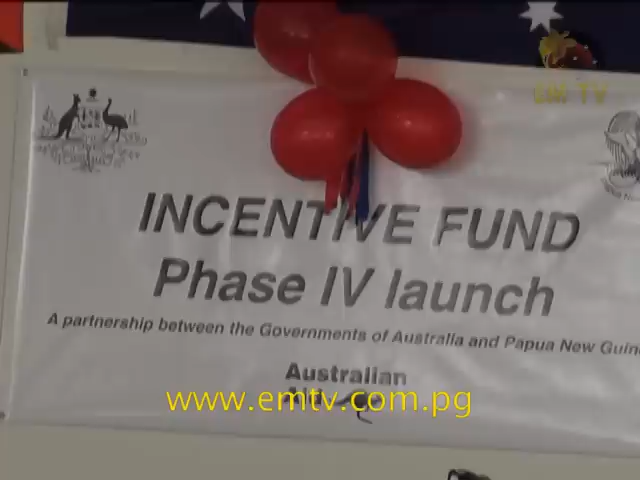 EM TV
INCENTIVE FUND
Phase IV launch
A partnership between the Governments of Australia and Papua New Guin
Australian
www.emtv.com.pg